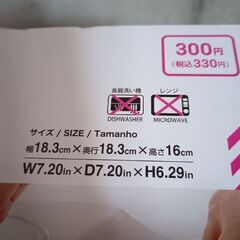 300円
(税込330円)
食器洗い機
DISHWASHER
レンジ
MICROWAVE
サイズ / SIZE / Tamanho
幅18.3cm×奥行18.3cm×高さ16cm
W7.20in×D7.20in×H6.29in